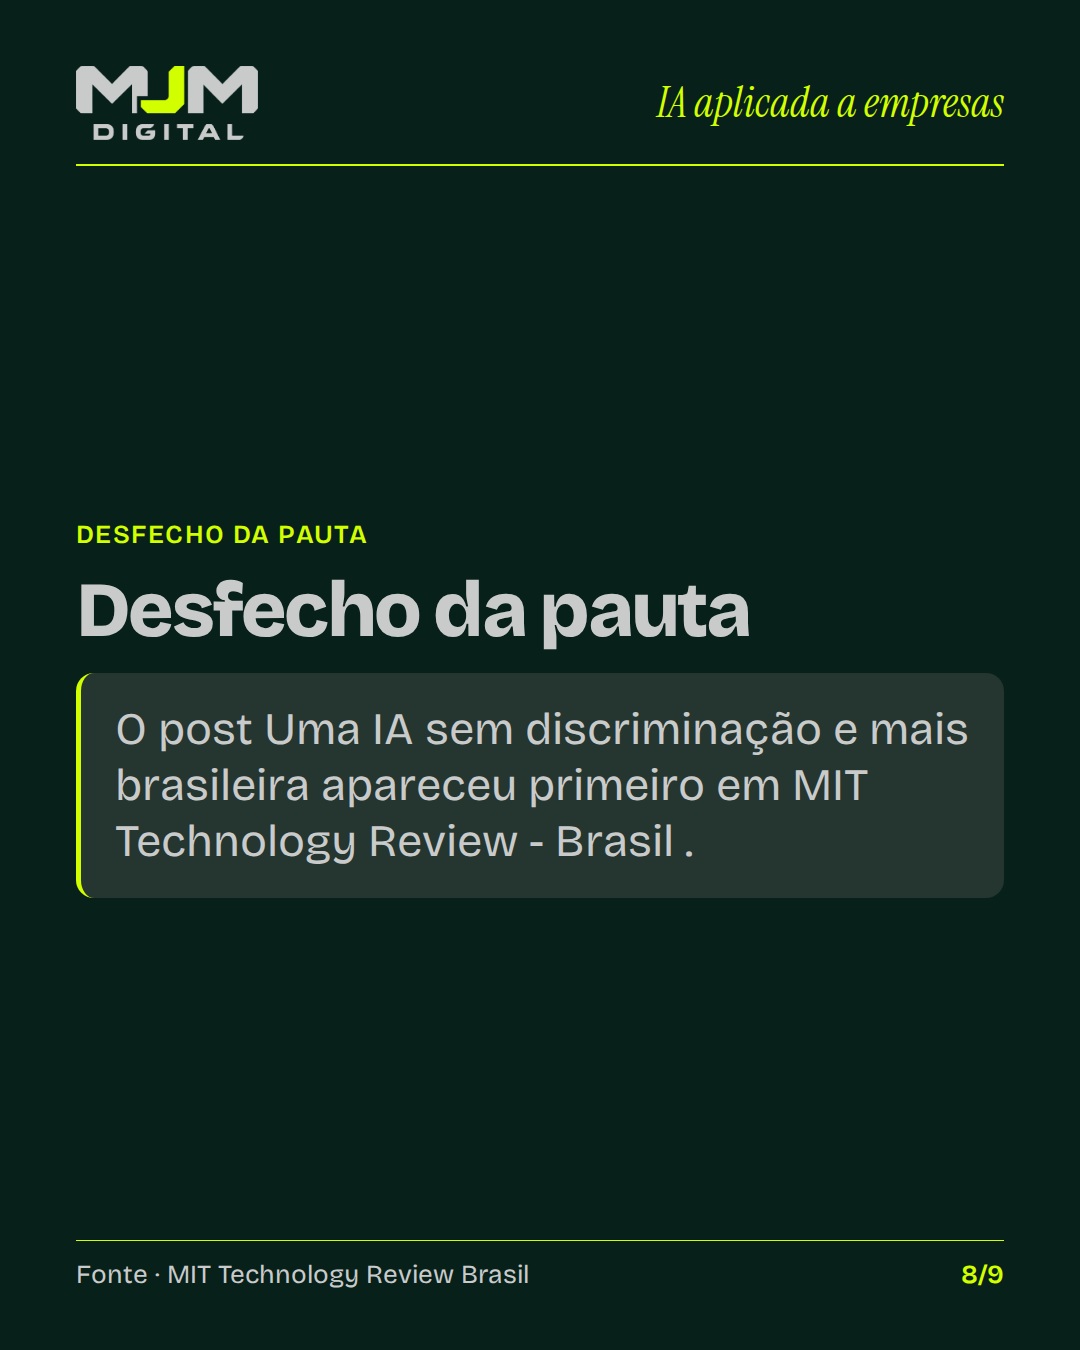 MJM
DIGITAL
IA aplicada a empresas
DESFECHO DA PAUTA
Desfecho da pauta
O post Uma IA sem discriminação e mais
brasileira apareceu primeiro em MIT
Technology Review - Brasil .
Fonte · MIT Technology Review Brasil
8/9